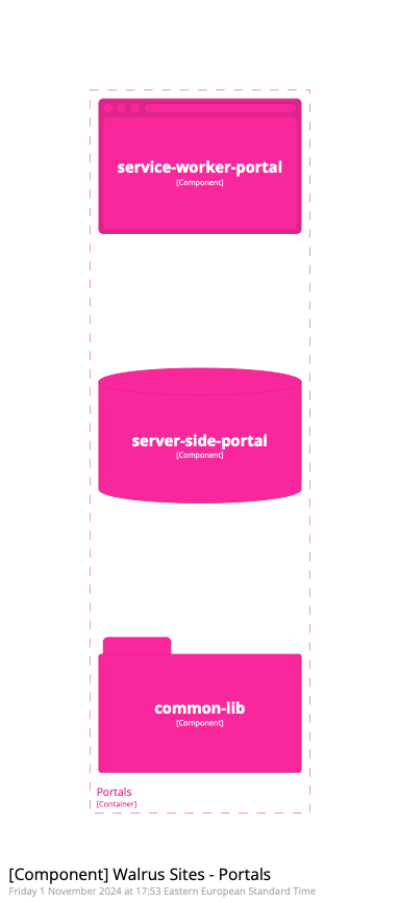 service-worker-portal
[Component]
server-side-portal
[Component]
common-lib
[Component]
Portals
[Container]
[Component] Walrus Sites - Portals
Friday 1 November 2024 at 17:53 Eastern European Standard Time